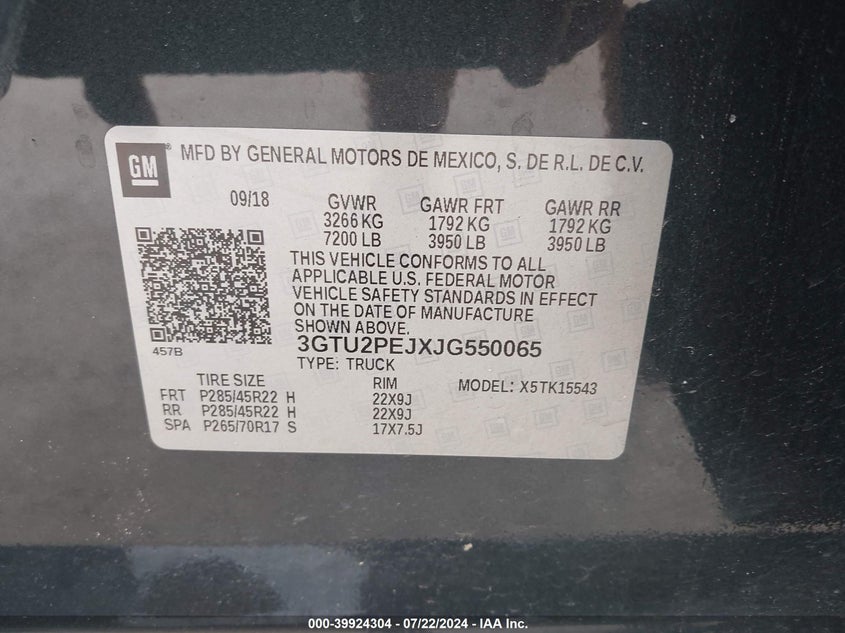 GM
MFD BY GENERAL MOTORS DE MEXICO, S. DE R.L. DE C.V.
09/18 GVWR GAWR FRT GAWR RR
3266 KG 1792 KG 1792 KG
7200 LB 3950 LB 3950 LB
THIS VEHICLE CONFORMS TO ALL
APPLICABLE U.S. FEDERAL MOTOR
VEHICLE SAFETY STANDARDS IN EFFECT
ON THE DATE OF MANUFACTURE
SHOWN ABOVE.
3GTU2PEJXJG550065
457B
TYPE: TRUCK
TIRE SIZE RIM MODEL: X5TK15543
FRT P285/45R22 H 22X9J
RR P285/45R22 H 22X9J
SPA P265/70R17 S 17X7.5J
000-39924304 - 07/22/2024 - IAA Inc.